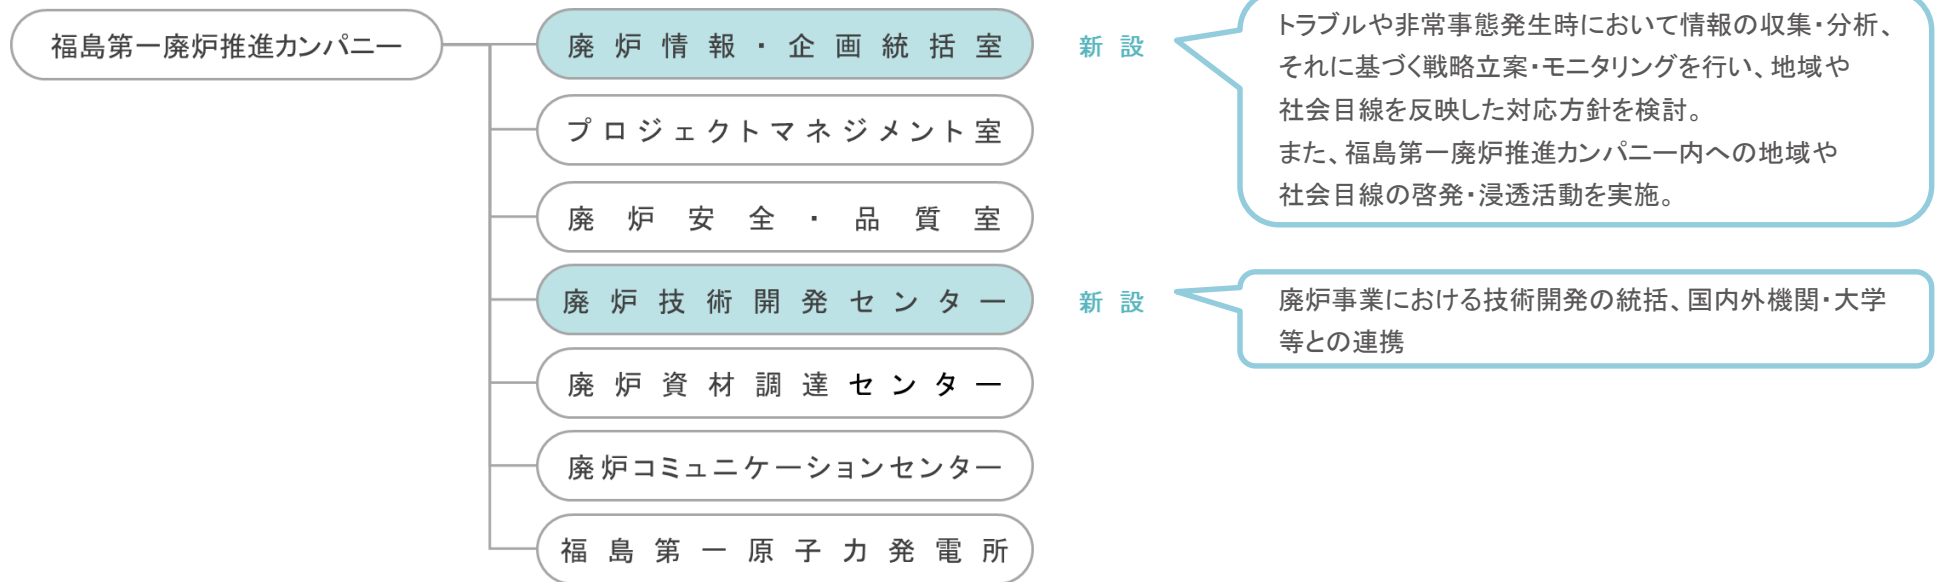 福島第一廃炉推進カンパニー
廃炉情報・企画統括室
新設
トラブルや非常事態発生時において情報の収集・分析、
それに基づく戦略立案・モニタリングを行い、地域や
社会目線を反映した対応方針を検討。
また、福島第一廃炉推進カンパニー内への地域や
社会目線の啓発・浸透活動を実施。
プロジェクトマネジメント室
廃炉安全・品質室
廃炉技術開発センター
新設
廃炉事業における技術開発の統括、国内外機関・大学
等との連携
廃炉資材調達センター
廃炉コミュニケーションセンター
福島第一原子力発電所